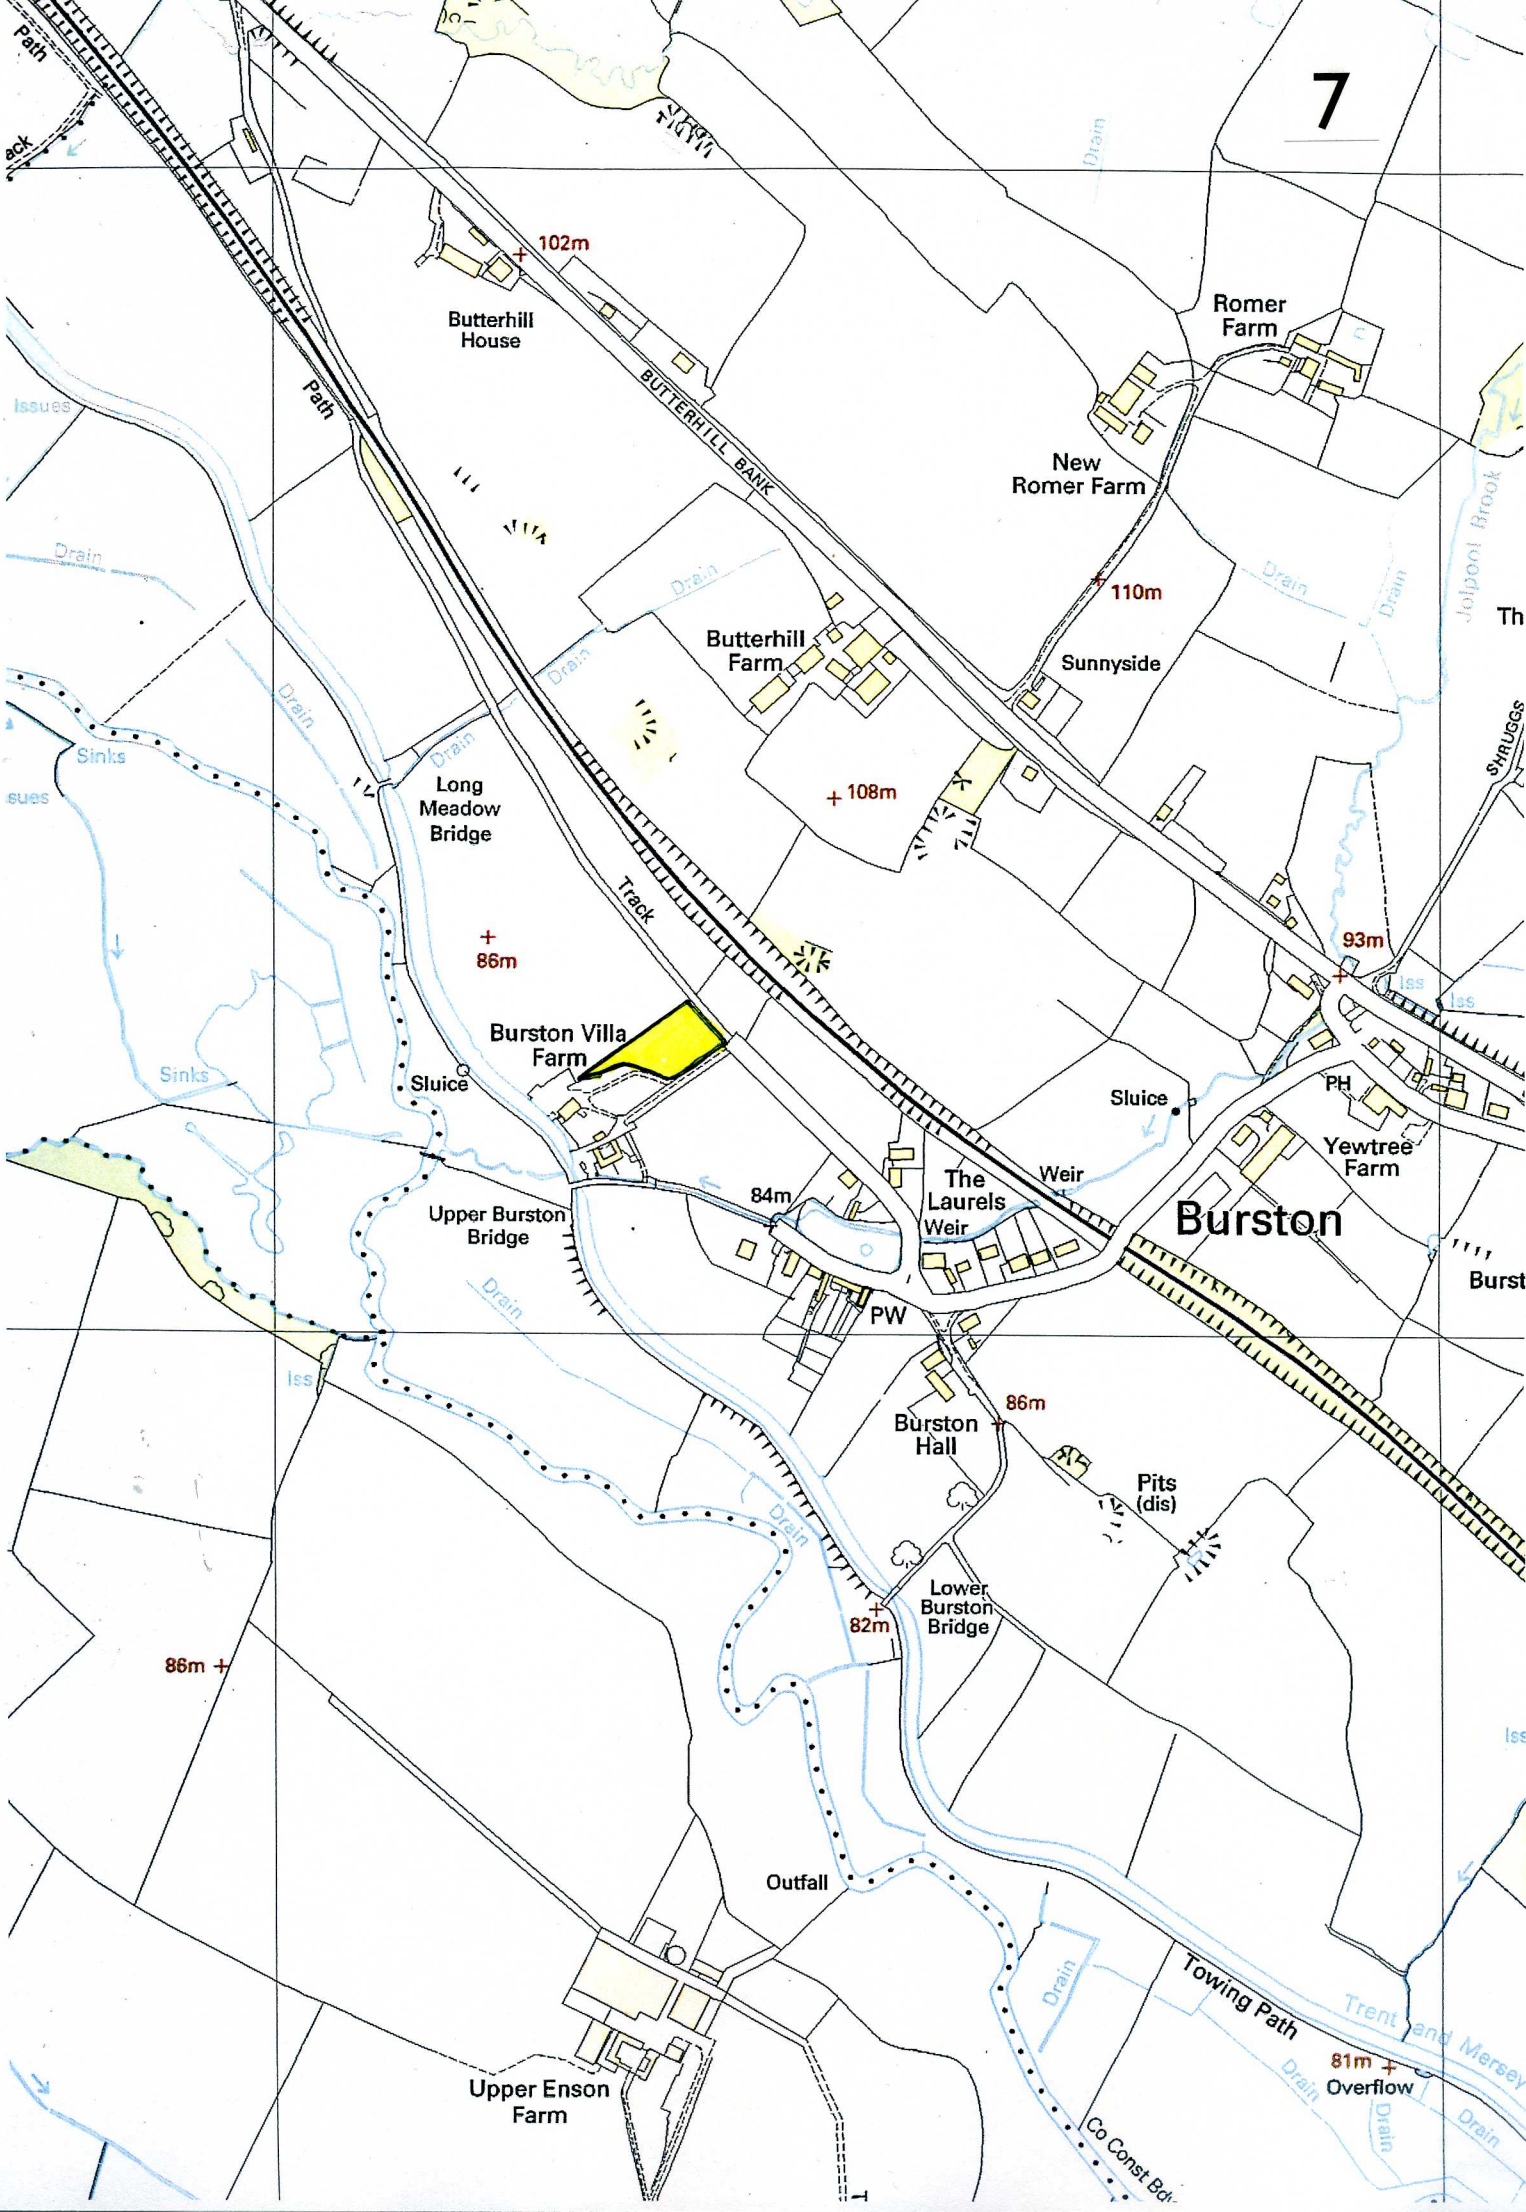 Path
7
ack
Drain
102m
Butterhill
House
Romer
Farm
Path
Issues
BUTTERHILL BANK
New
Romer Farm
Jolpool Brook
Drain
Drain
Drain
Drain
110m
Th
Butterhill
Farm
Drain
Sunnyside
Drain
SHRUGGS
Sinks
Drain
Long
Meadow
Bridge
sues
108m
Track
86m
93m
Iss
Iss
Burston Villa
Farm
Sluice
Sinks
Sluice
PH
Yewtree
Farm
The
Laurels
Weir
84m
Weir
Burston
Upper Burston
Bridge
Burst
Drain
PW
Iss
86m
Burston
Hall
Pits
(dis)
Drain
Lower
Burston
Bridge
82m
86m
Iss
Outfall
Towing Path
Drain
Trent and Mersey
81m
Overflow
Drain
Drain
Drain
Upper Enson
Farm
Co Const Bdy